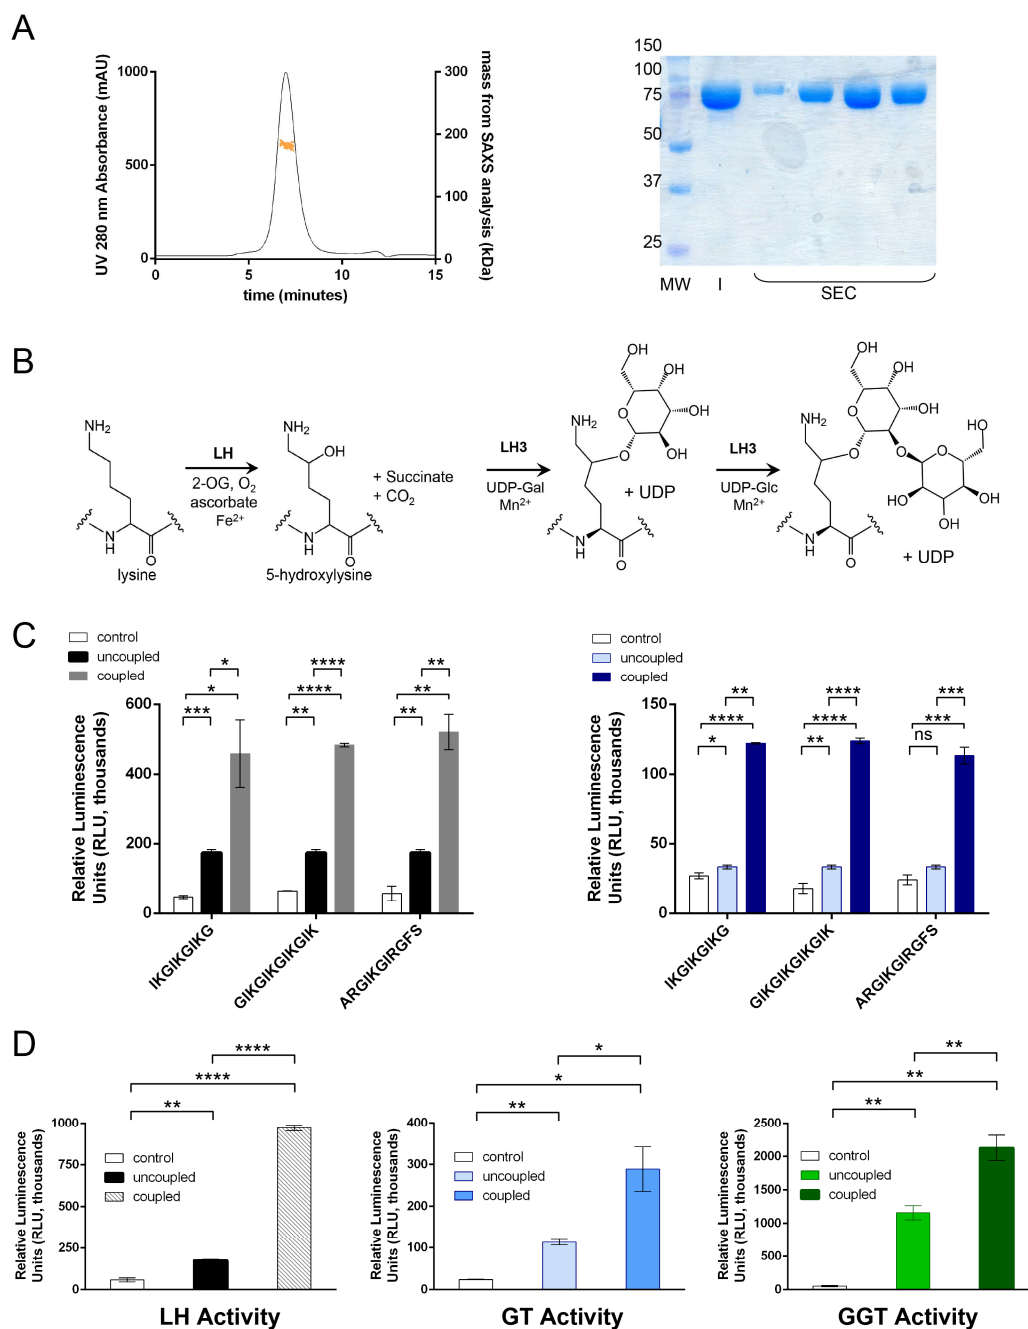 A
UV 280 nm Absorbance (mAU)
1000
500
0
0
5
10
15
time (minutes)
300
200
100
0
mass from SAXS
analysis (kDa)
150
100
75
50
37
25
MW
I
SEC
B
NH2
N
H
O
lysine
LH
2-OG, O2
ascorbate
Fe2+
NH2
OH
N
H
O
5-hydroxylysine
+ Succinate
+ CO2
LH3
UDP-Gal
Mn2+
OH
OH
O
OH
NH2
OH
O
N
H
O
+ UDP
LH3
UDP-Glc
Mn2+
OH
OH
O
OH
NH2
O
O
HO
O
HO
OH
OH
OH
N
H
O
+ UDP
C
control
uncoupled
coupled
Relative Luminescence
Units (RLU, thousands)
600
400
200
0
*
*
***
****
****
**
**
**
**
IKGIKGIKG
GIKGIKGIKGIK
ARGIKGIRGFS
control
uncoupled
coupled
Relative Luminescence
Units (RLU, thousands)
150
100
50
0
**
****
*
****
****
**
***
***
ns
IKGIKGIKG
GIKGIKGIKGIK
ARGIKGIRGFS
D
****
****
**
Relative Luminescence
Units (RLU, thousands)
1000
750
500
250
0
control
uncoupled
coupled
LH Activity
*
*
**
Relative Luminescence
Units (RLU, thousands)
400
300
200
100
0
control
uncoupled
coupled
GT Activity
**
**
**
Relative Luminescence
Units (RLU, thousands)
2500
2000
1500
1000
500
0
control
uncoupled
coupled
GGT Activity